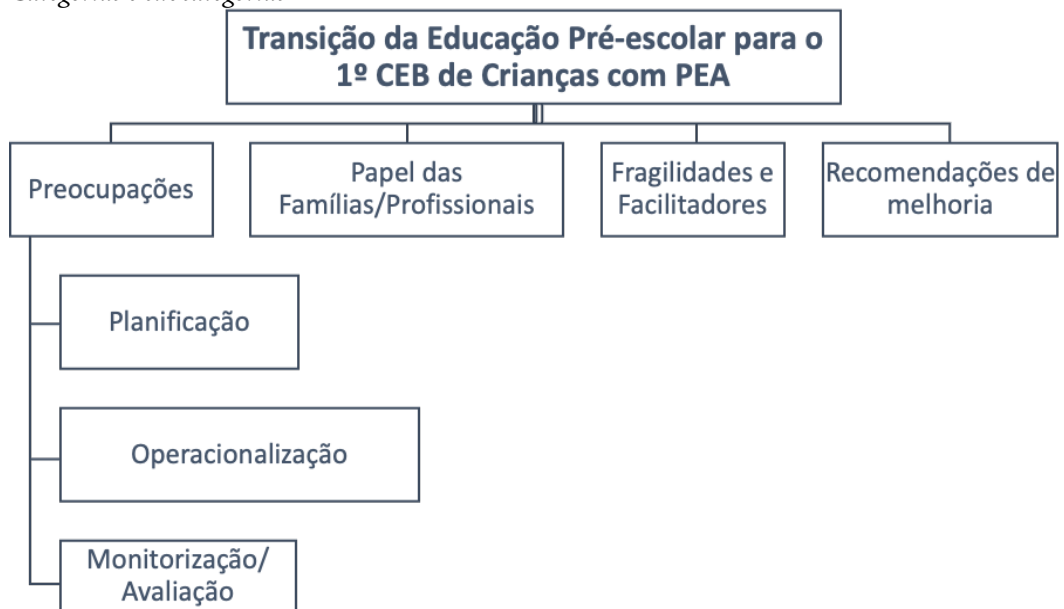 Transição da Educação Pré-escolar para o
1º CEB de Crianças com PEA
Preocupações
Papel das
Famílias/Profissionais
Fragilidades e
Facilitadores
Recomendações de
melhoria
Planificação
Operacionalização
Monitorização/
Avaliação